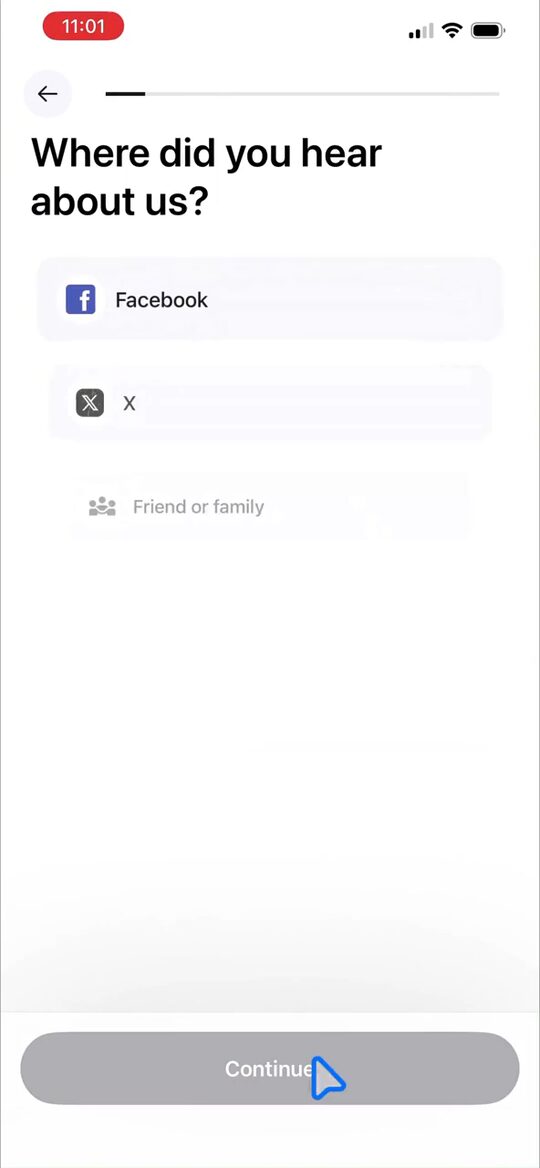 11:01
Where did you hear
about us?
Facebook
X
Friend or family
Continue